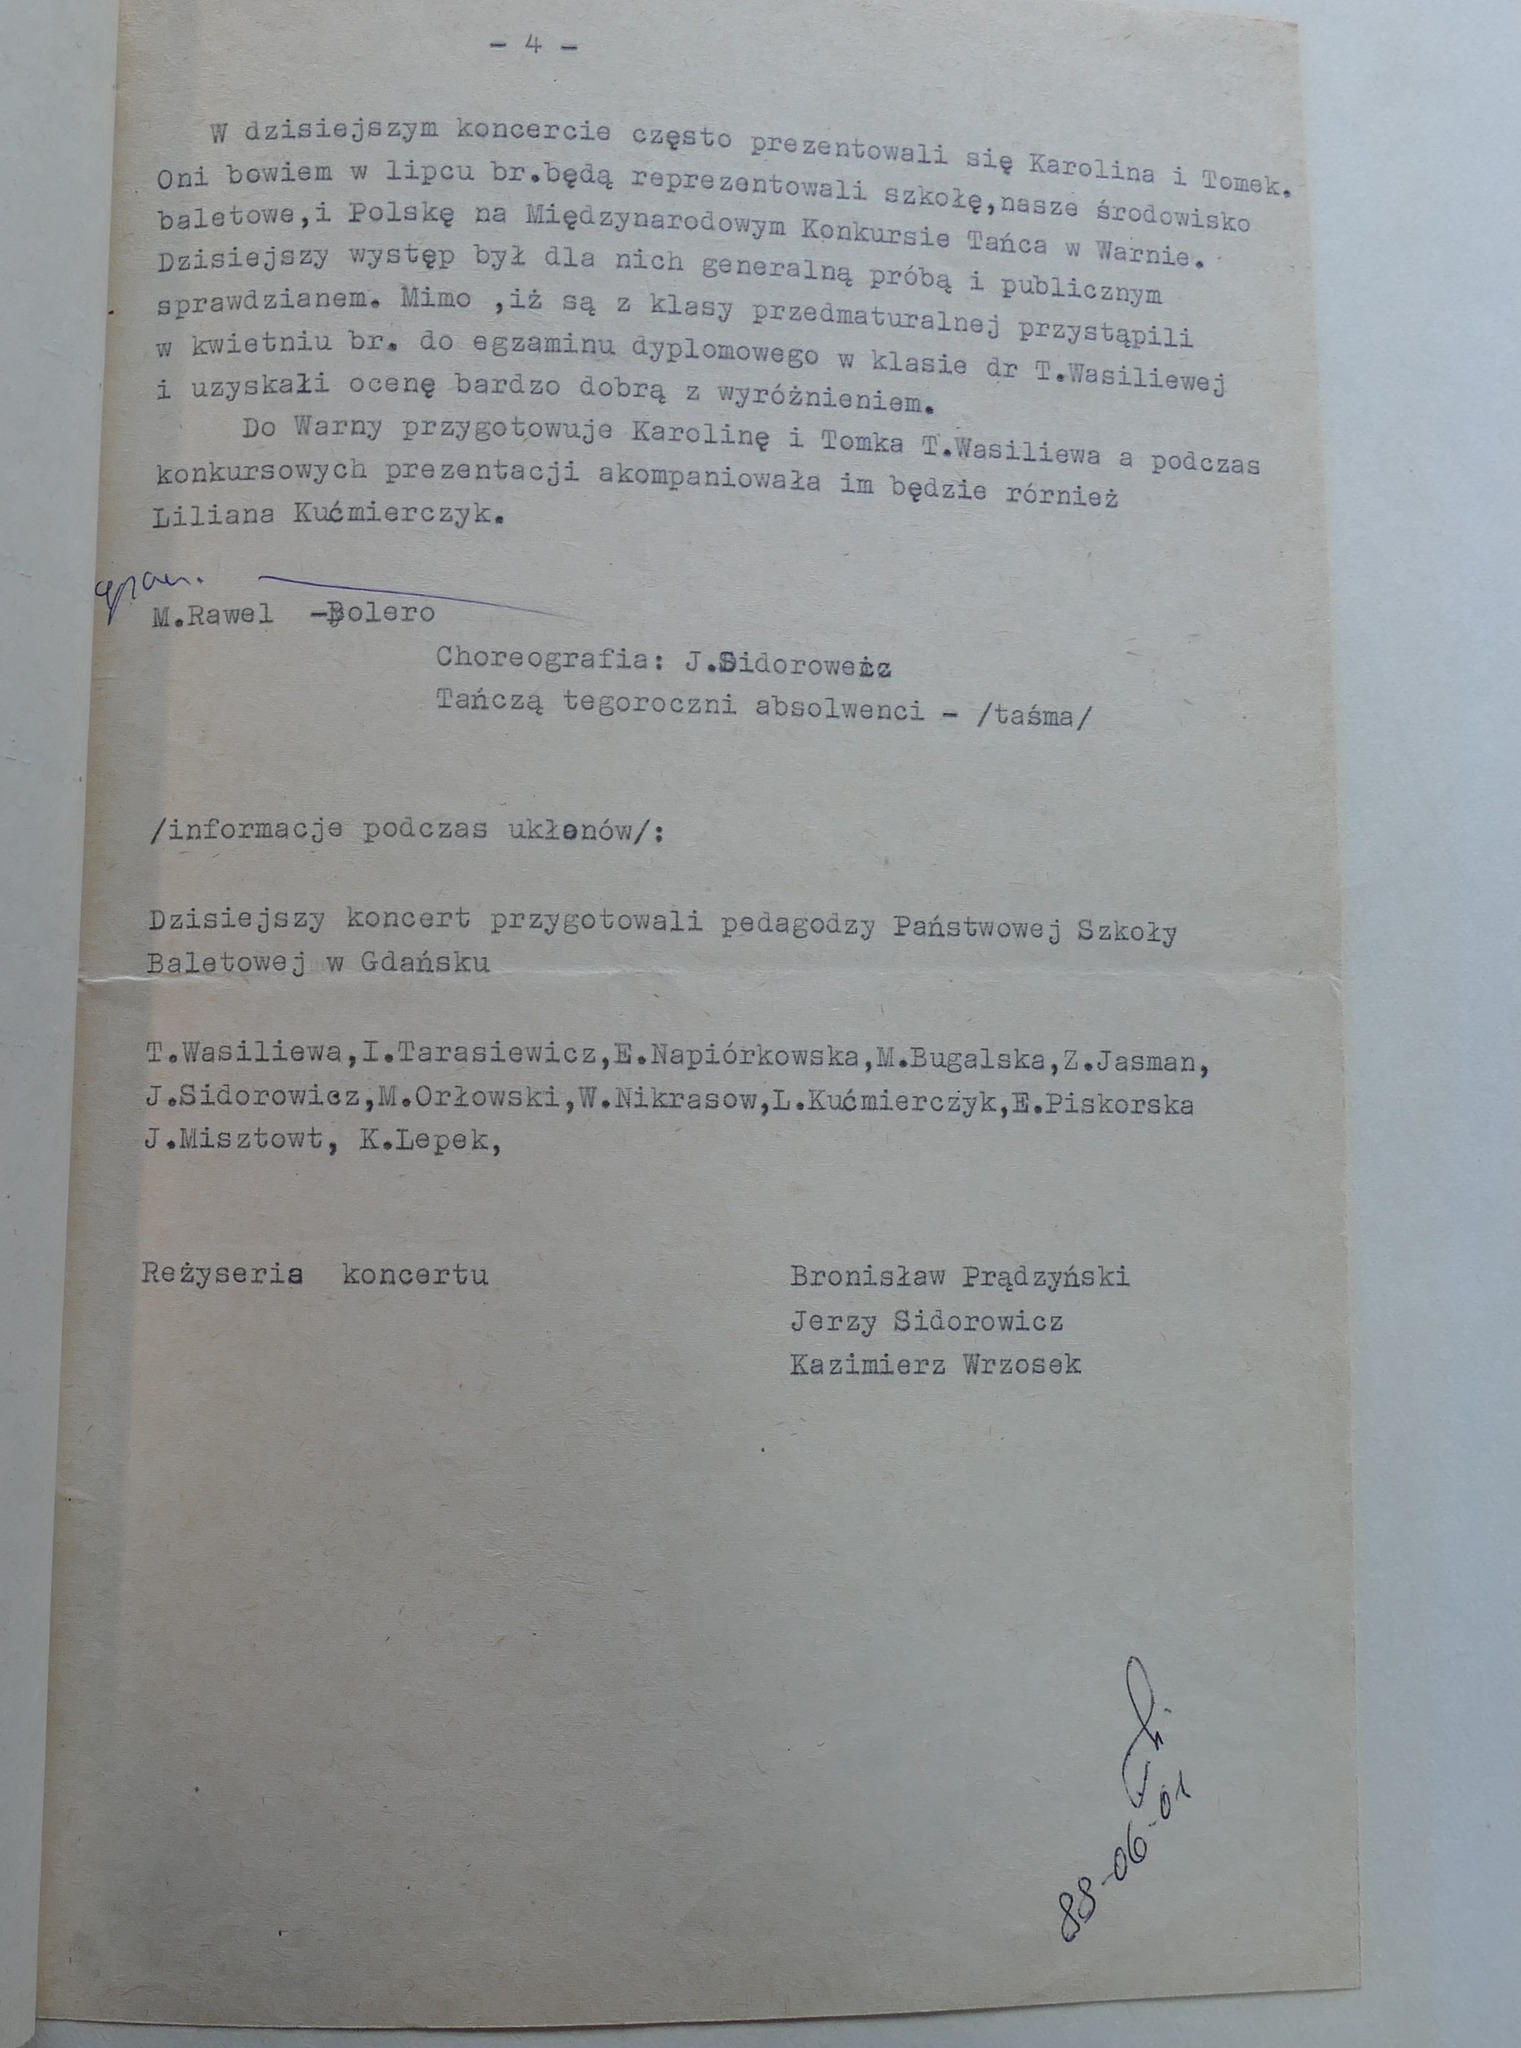 - 4 -
W dzisiejszym koncercie często prezentowali się Karolina i Tomek.
Oni bowiem w lipcu br.będą reprezentowali szkołę,nasze środowisko
baletowe,i Polskę na Międzynarodowym Konkursie Tańca w Warnie.
Dzisiejszy występ był dla nich generalną próbą i publicznym
sprawdzianem. Mimo ,iż są z klasy przedmaturalnej przystąpili
w kwietniu br. do egzaminu dyplomowego w klasie dr T.Wasiliewej
i uzyskałi ocenę bardzo dobrą z wyróżnieniem.
Do Warny przygotowuje Karolinę i Tomka T.Wasiliewa a podczas
konkursowych prezentacji akompaniowała im będzie rórnież
Liliana Kućmierczyk.
M.Rawel -Bolero
Choreografia: J.Sidorowicz
Tańczą tegoroczni absolwenci - /taśma/
/informacje podczas ukłonów/:
Dzisiejszy koncert przygotowali pedagodzy Państwowej Szkoły
Baletowej w Gdańsku
T.Wasiliewa,I.Tarasiewicz,E.Napiórkowska,M.Bugalska,Z.Jasman,
J.Sidorowicz,M.Orłowski,W.Nikrasow,L.Kućmierczyk,E.Piskorska
J.Misztowt, K.Lepek,
Reżyseria koncertu Bronisław Prądzyński
Jerzy Sidorowicz
Kazimierz Wrzosek
88-06-01